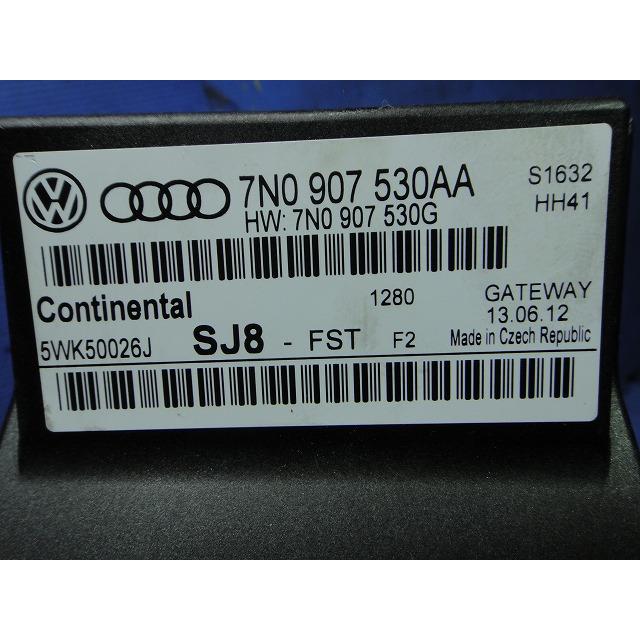 7N0 907 530AA
S1632
HW: 7N0 907 530G
HH41
Continental
1280
GATEWAY
13.06.12
5WK50026J
SJ8 - FST F2
Made in Czech Republic